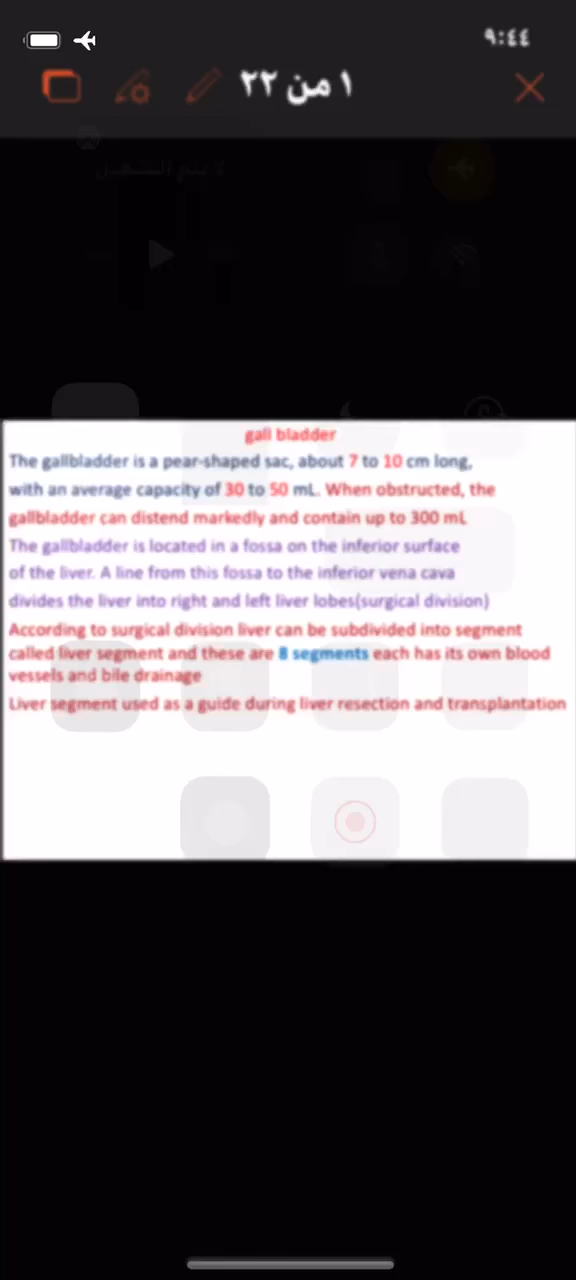 ٩:٤٤
١ من ٢٢
gall bladder
The gallbladder is a pear-shaped sac, about 7 to 10 cm long,
with an average capacity of 30 to 50 mL. When obstructed, the
gallbladder can distend markedly and contain up to 300 mL
The gallbladder is located in a fossa on the inferior surface
of the liver. A line from this fossa to the inferior vena cava
divides the liver into right and left liver lobes(surgical division)
According to surgical division liver can be subdivided into segment
called liver segment and these are 8 segments each has its own blood
vessels and bile drainage
Liver segment used as a guide during liver resection and transplantation